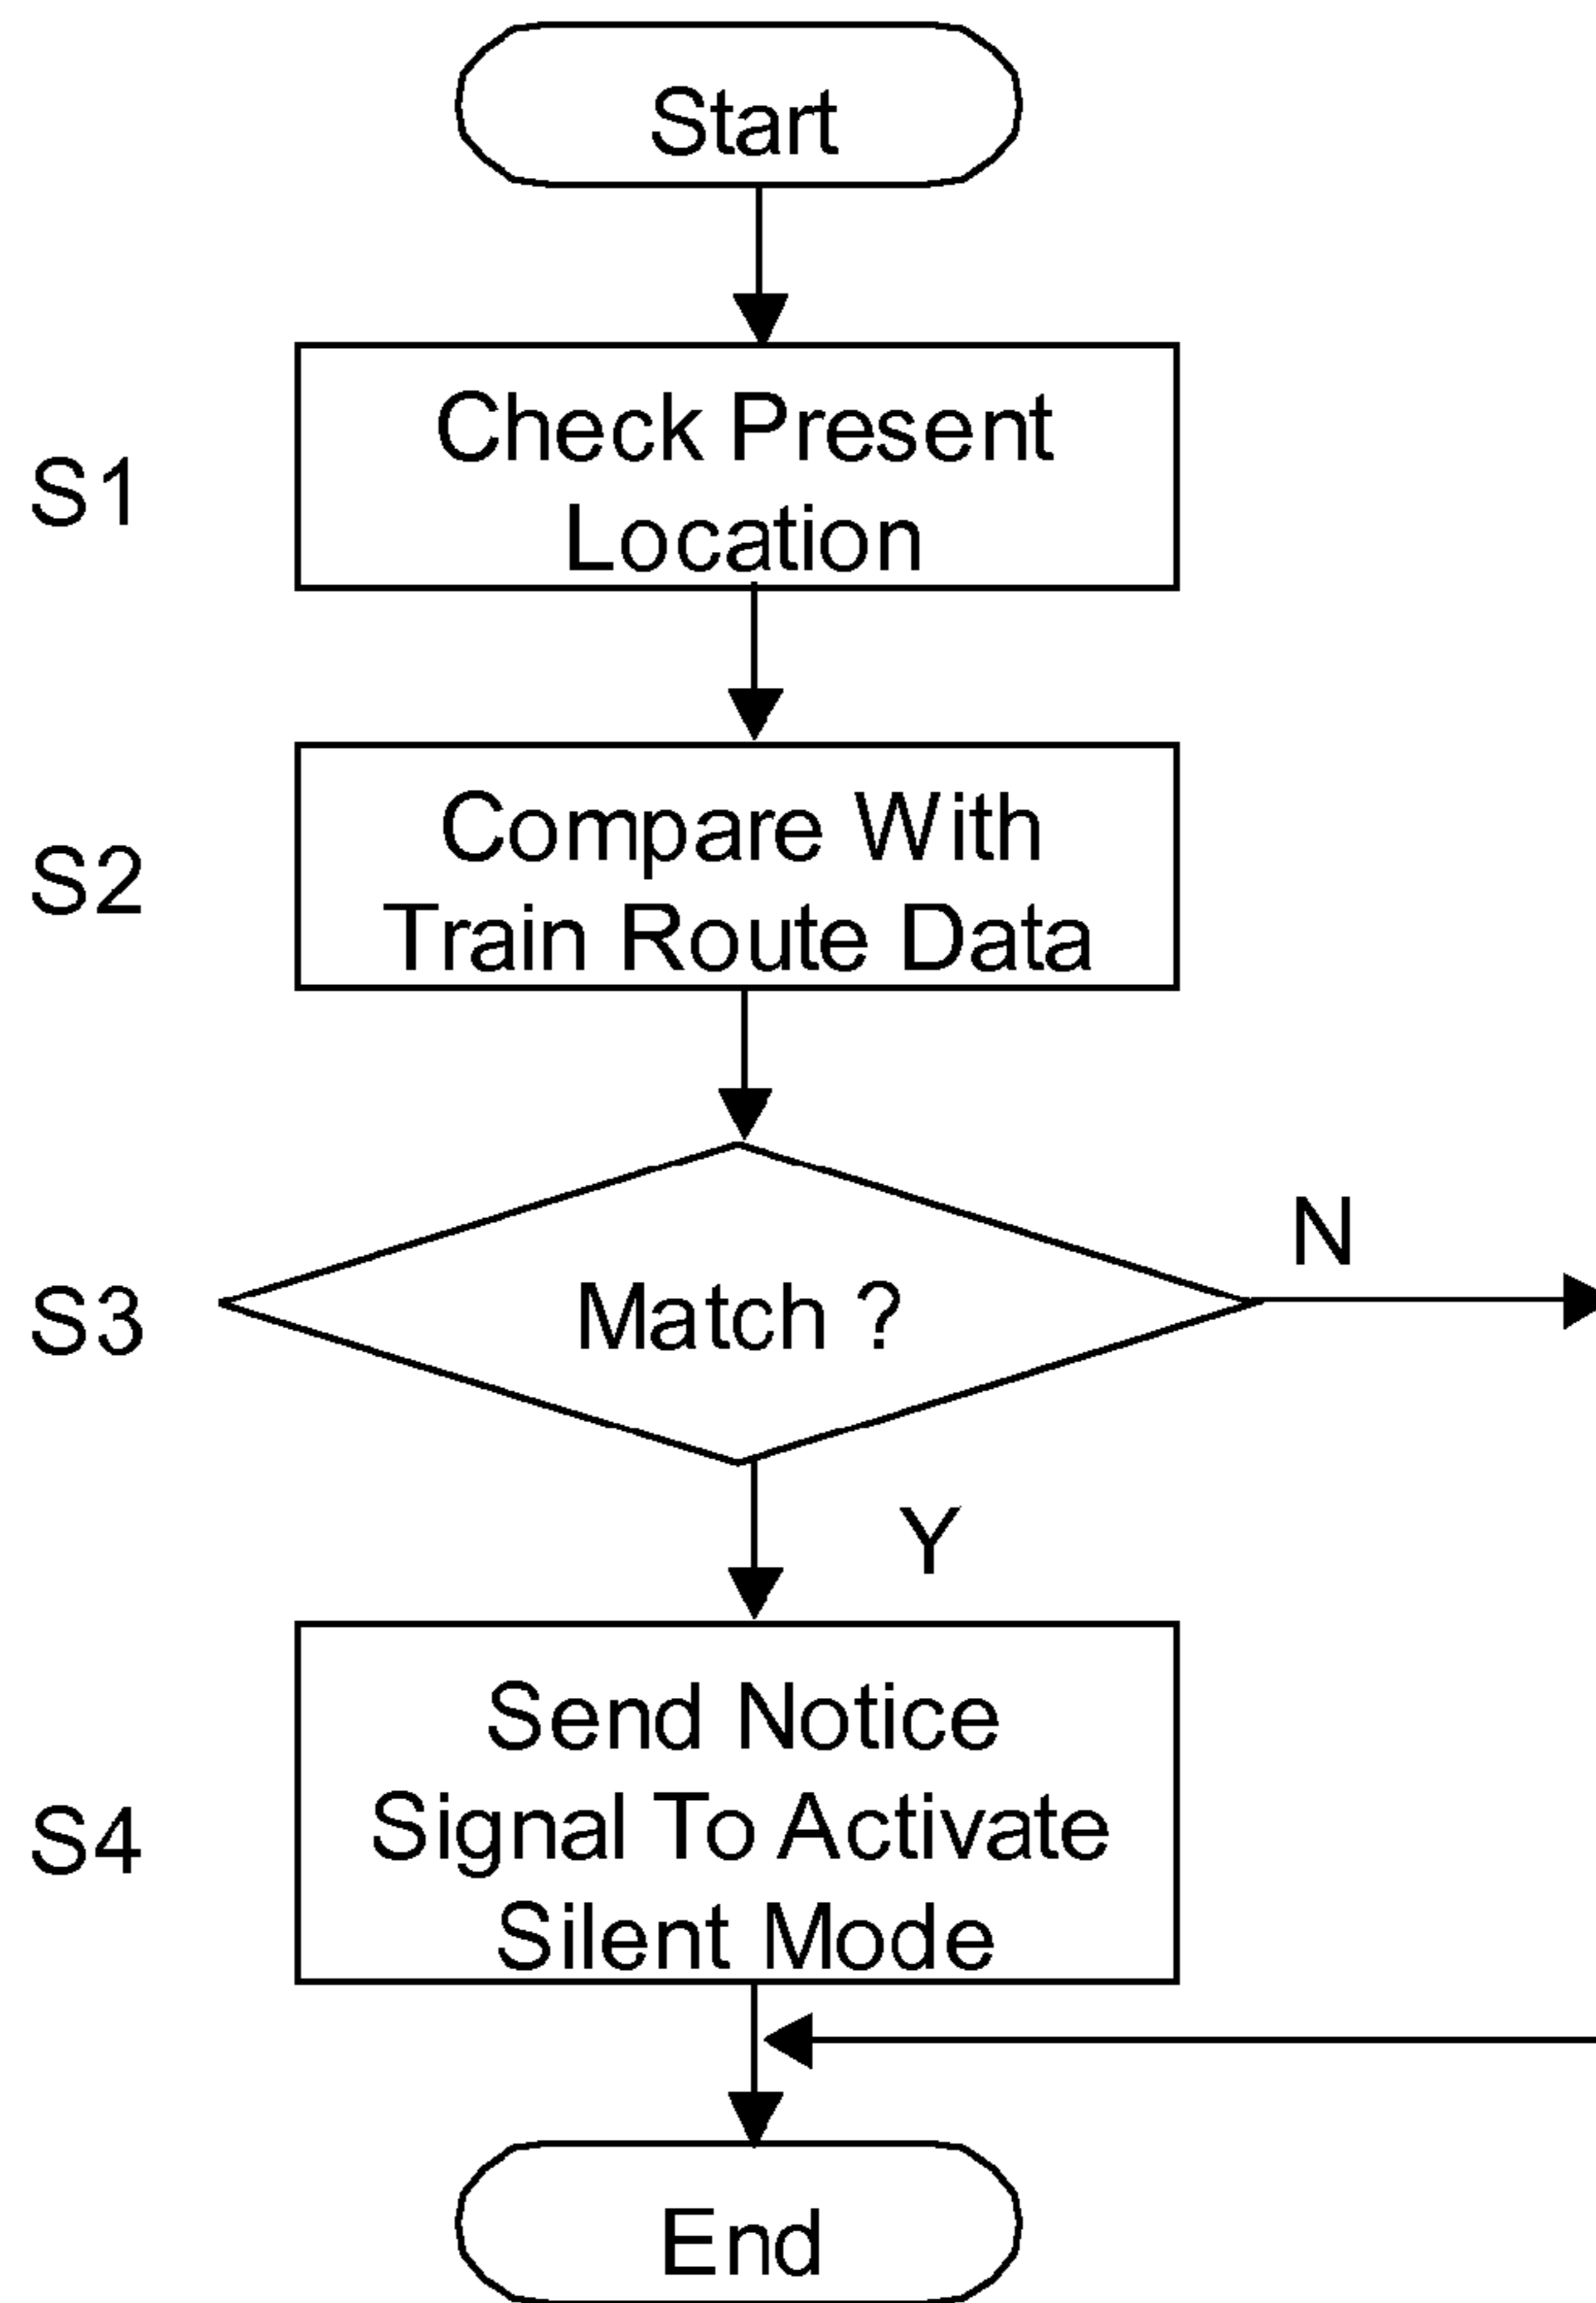 Start
S1
Check Present
Location
S2
Compare With
Train Route Data
S3
Match ?
N
Y
S4
Send Notice
Signal To Activate
Silent Mode
End